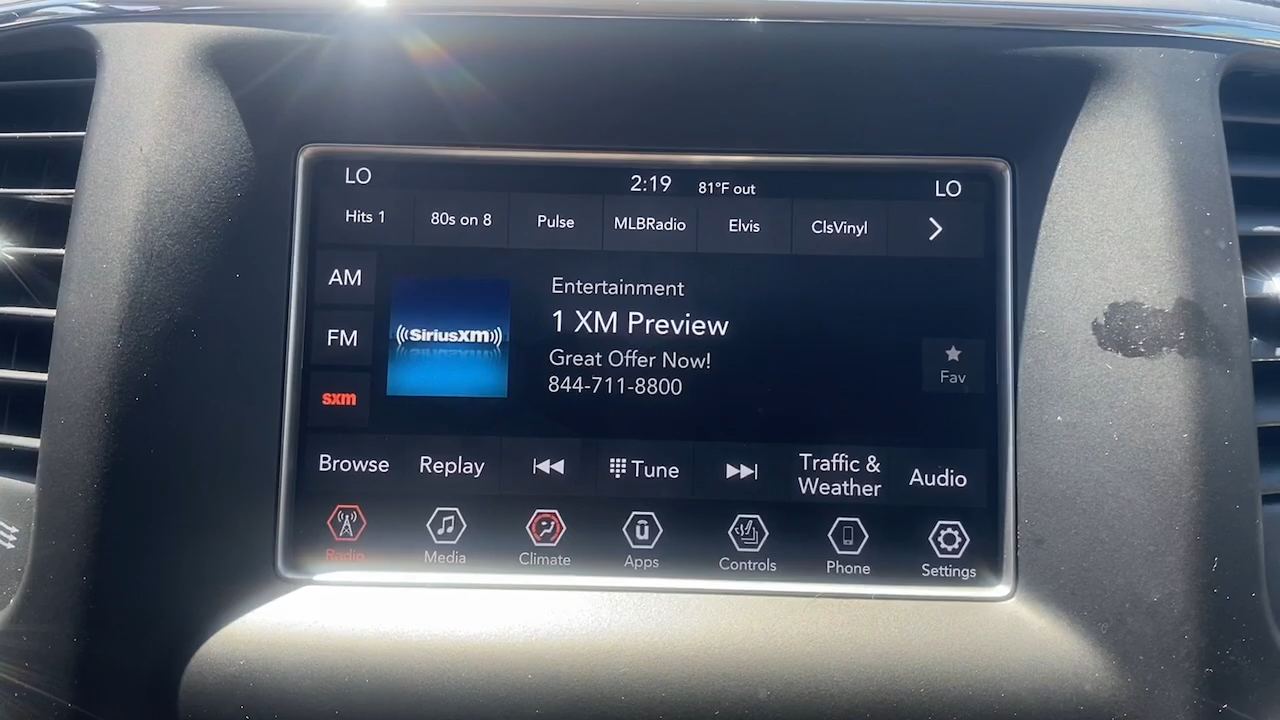 LO 2:19 81°F out LO
Hits 1 80s on 8 Pulse MLBRadio Elvis ClsVinyl
AM
FM
sxm
((SiriusXM))
Entertainment
1 XM Preview
Great Offer Now!
844-711-8800
Fav
Browse Replay Tune Traffic & Weather Audio
Radio Media Climate Apps Controls Phone Settings